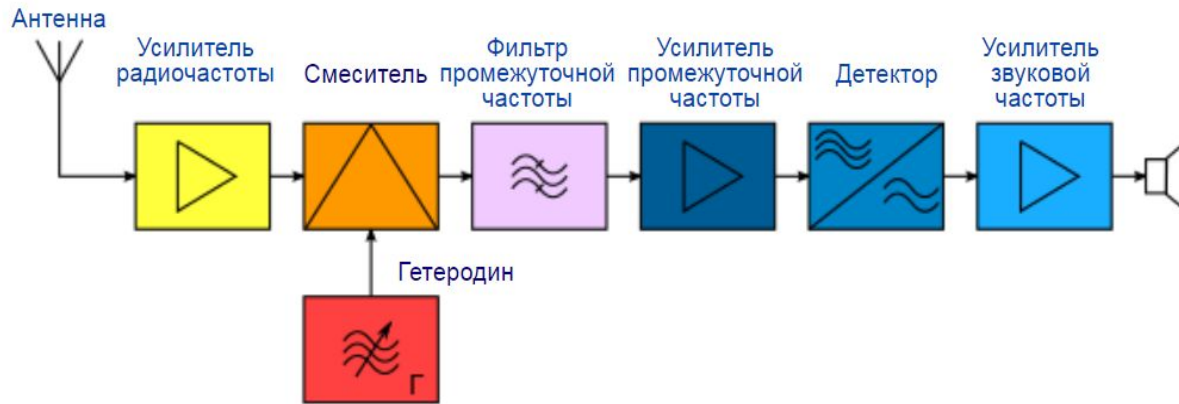 Антенна
Усилитель
радиочастоты
Смеситель
Фильтр
промежуточной
частоты
Усилитель
промежуточной
частоты
Детектор
Усилитель
звуковой
частоты
Гетеродин
Г